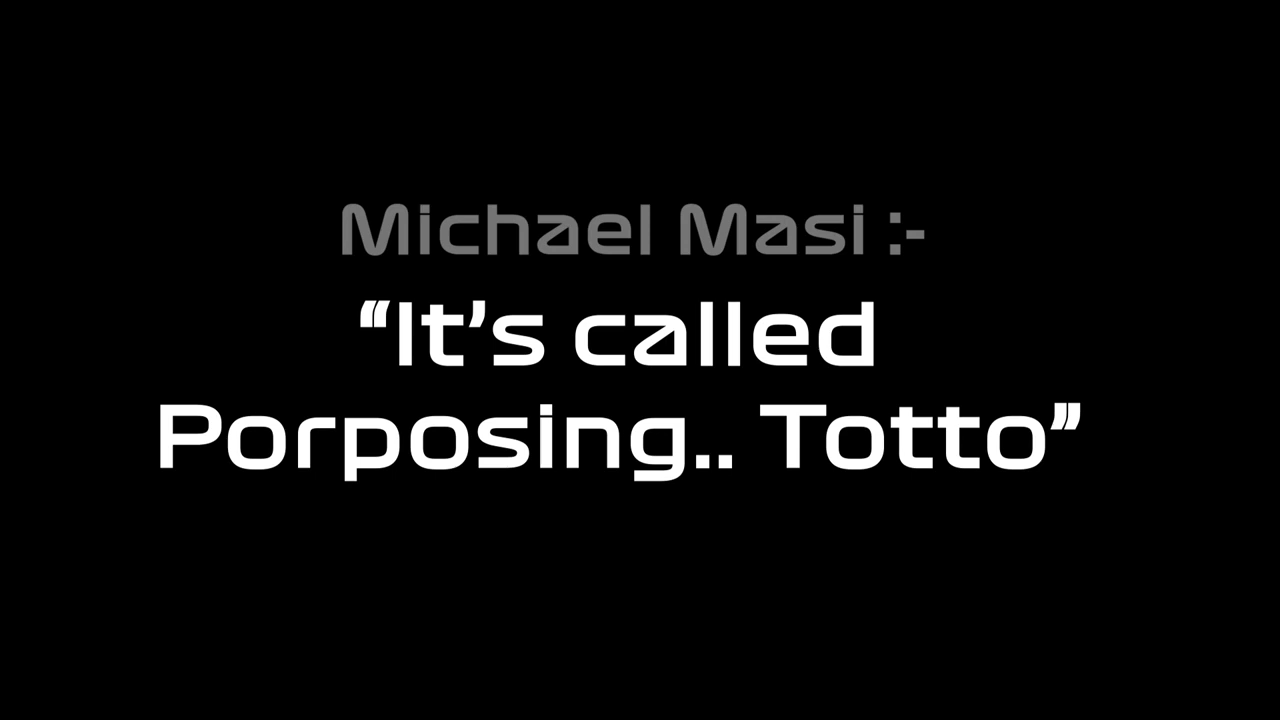 Michael Masi :-
“It’s called
Porposing.. Totto”